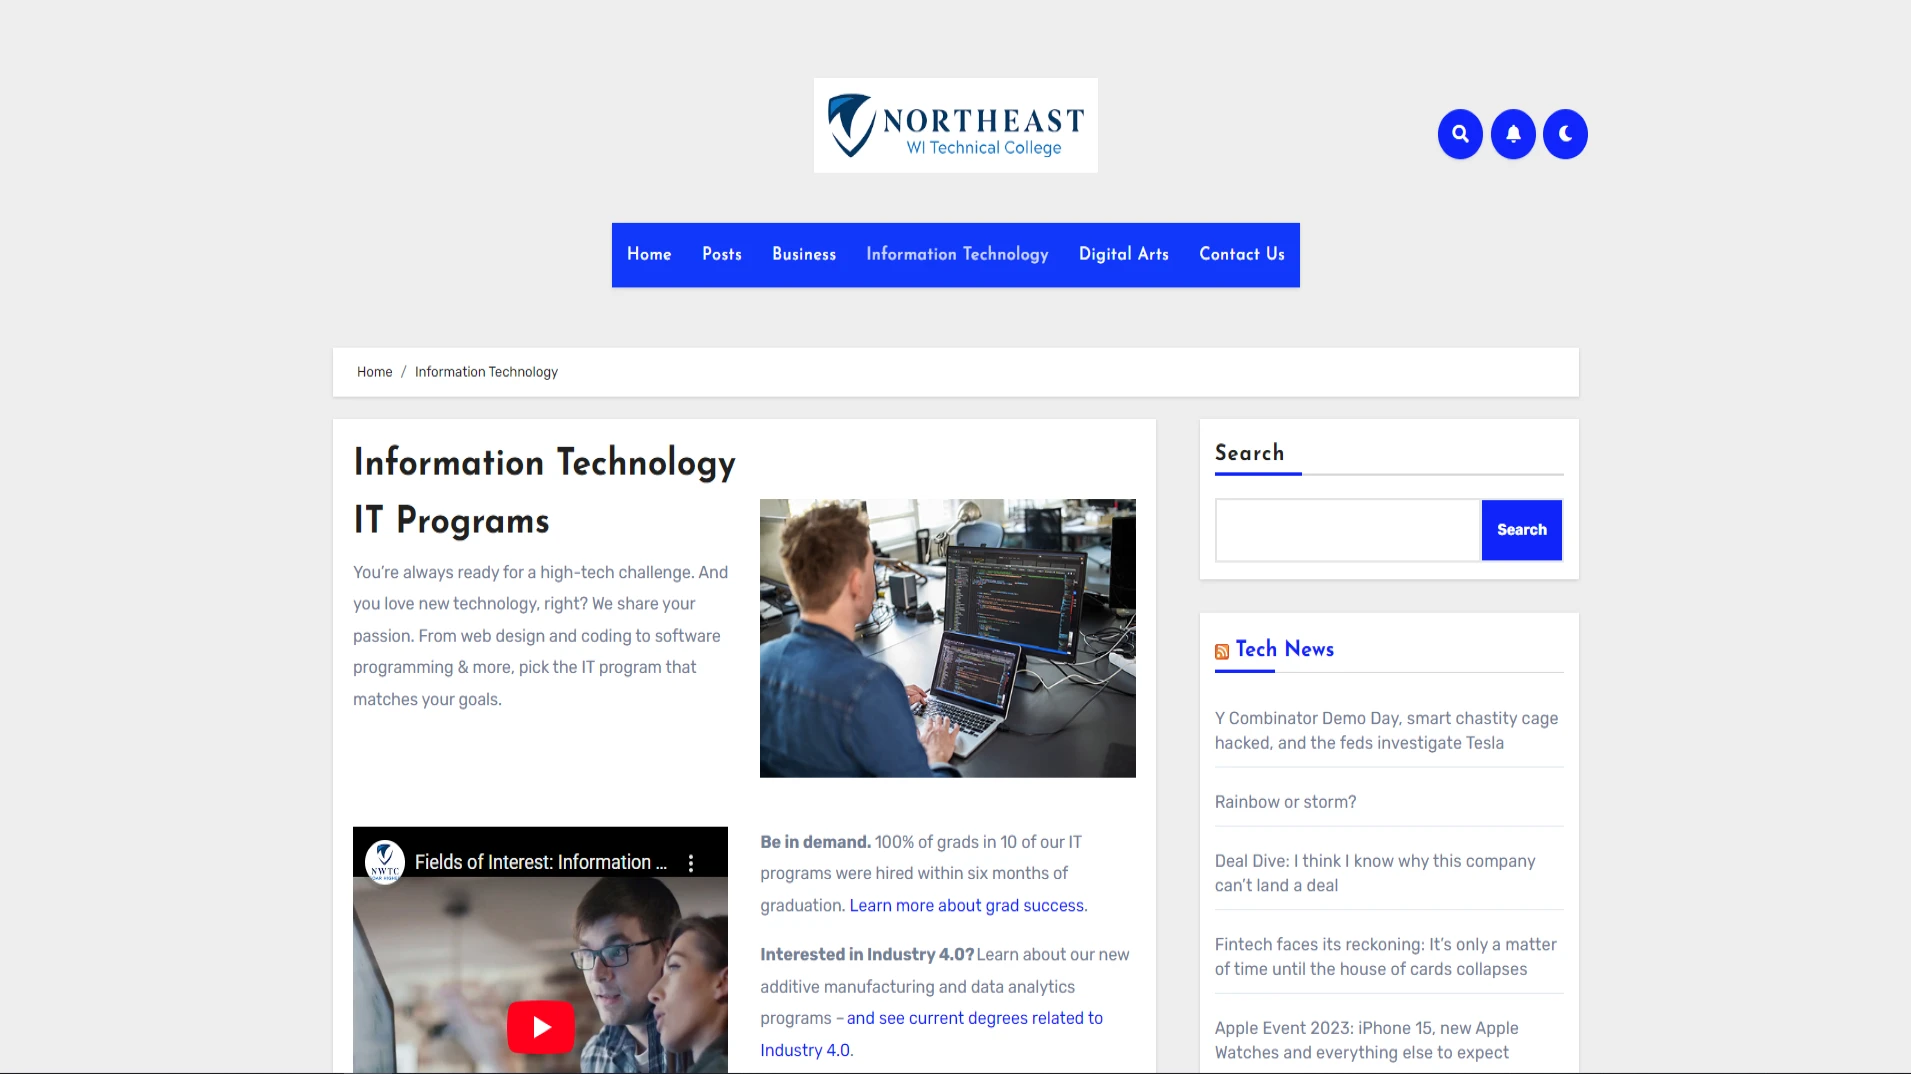 NORTHEAST
WI Technical College
Home Posts Business Information Technology Digital Arts Contact Us
Home / Information Technology
Information Technology
IT Programs
You're always ready for a high-tech challenge. And
you love new technology, right? We share your
passion. From web design and coding to software
programming & more, pick the IT program that
matches your goals.
NWTC
Fields of Interest: Information ...
Be in demand. 100% of grads in 10 of our IT
programs were hired within six months of
graduation. Learn more about grad success.
Interested in Industry 4.0? Learn about our new
additive manufacturing and data analytics
programs – and see current degrees related to
Industry 4.0.
Search
Search
Tech News
Y Combinator Demo Day, smart chastity cage
hacked, and the feds investigate Tesla
Rainbow or storm?
Deal Dive: I think I know why this company
can't land a deal
Fintech faces its reckoning: It's only a matter
of time until the house of cards collapses
Apple Event 2023: iPhone 15, new Apple
Watches and everything else to expect